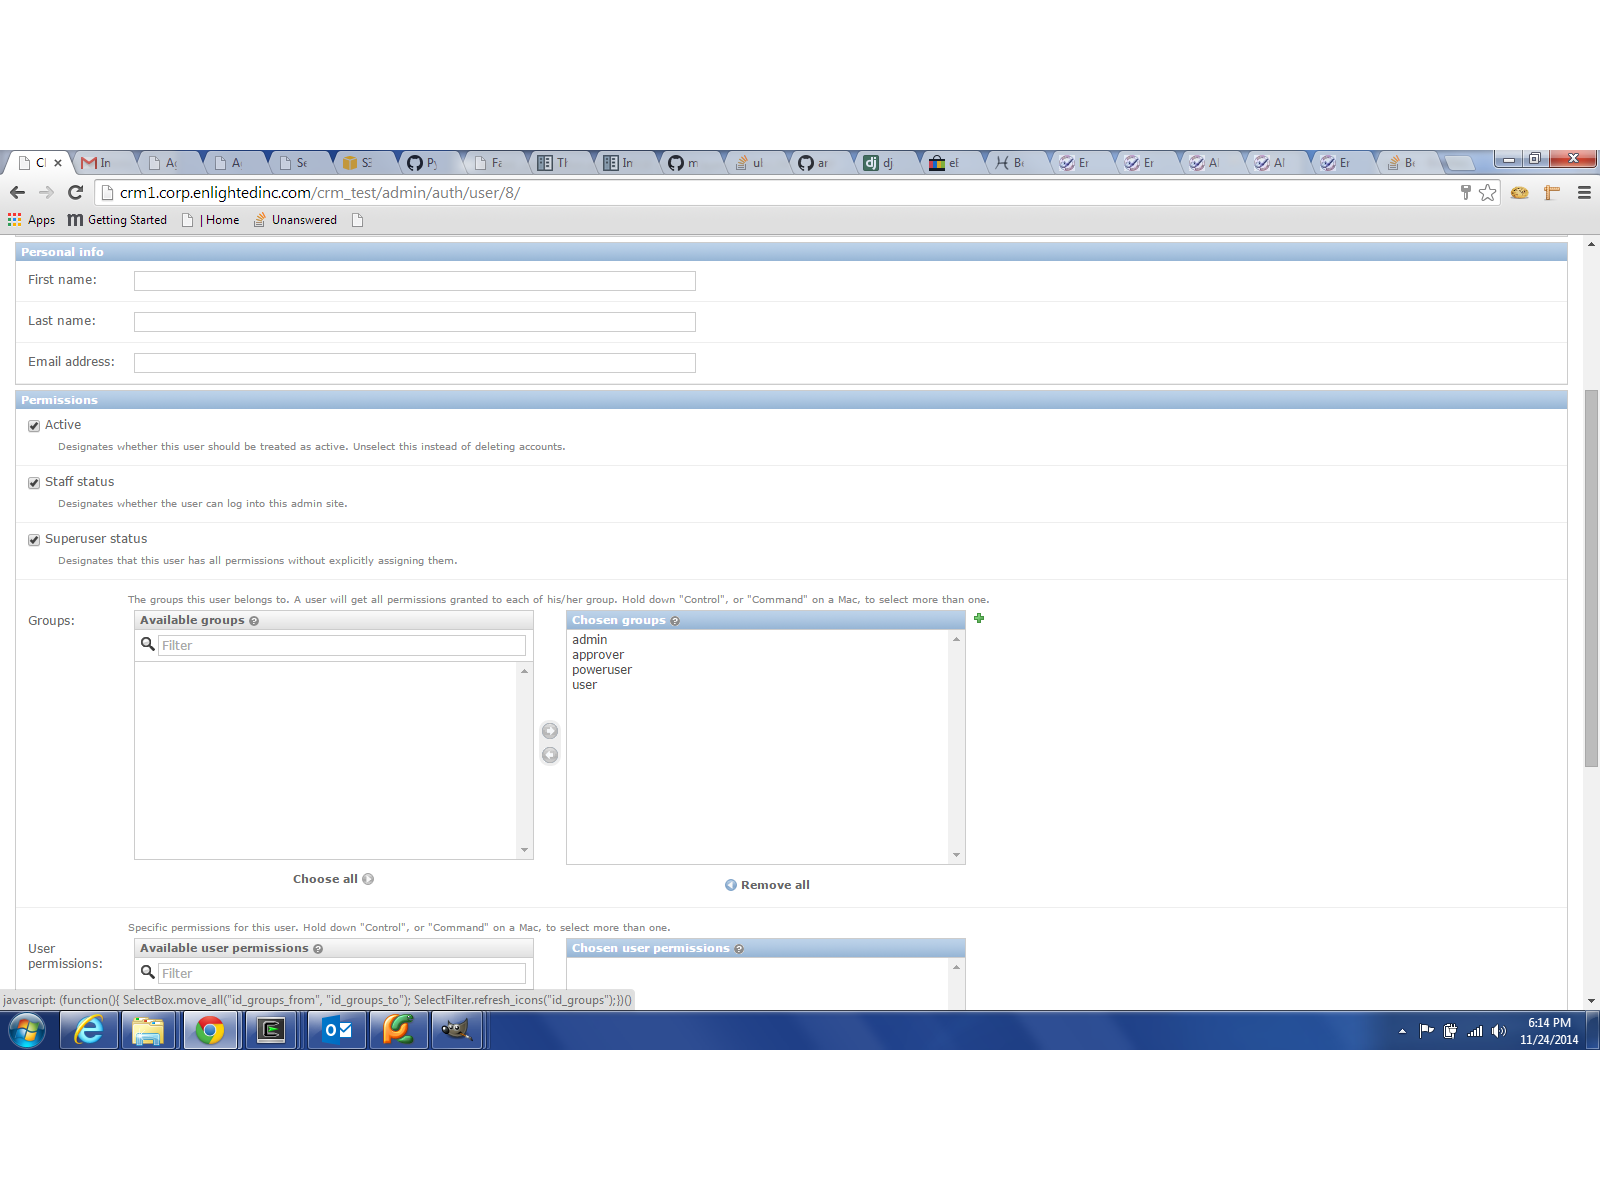 Cl In Aç A Se S3 Py Fa Th In m ul ar dj el Be Er Er Al Al Er Be
crm1.corp.enlightedinc.com/crm_test/admin/auth/user/8/
Apps Getting Started | Home Unanswered
Personal info
First name:
Last name:
Email address:
Permissions
Active
Designates whether this user should be treated as active. Unselect this instead of deleting accounts.
Staff status
Designates whether the user can log into this admin site.
Superuser status
Designates that this user has all permissions without explicitly assigning them.
The groups this user belongs to. A user will get all permissions granted to each of his/her group. Hold down "Control", or "Command" on a Mac, to select more than one.
Groups:
Available groups
Chosen groups
Filter
admin
approver
poweruser
user
Choose all
Remove all
Specific permissions for this user. Hold down "Control", or "Command" on a Mac, to select more than one.
User
permissions:
Available user permissions
Chosen user permissions
Filter
javascript: (function(){ SelectBox.move_all("id_groups_from", "id_groups_to"); SelectFilter.refresh_icons("id_groups");})()
6:14 PM
11/24/2014